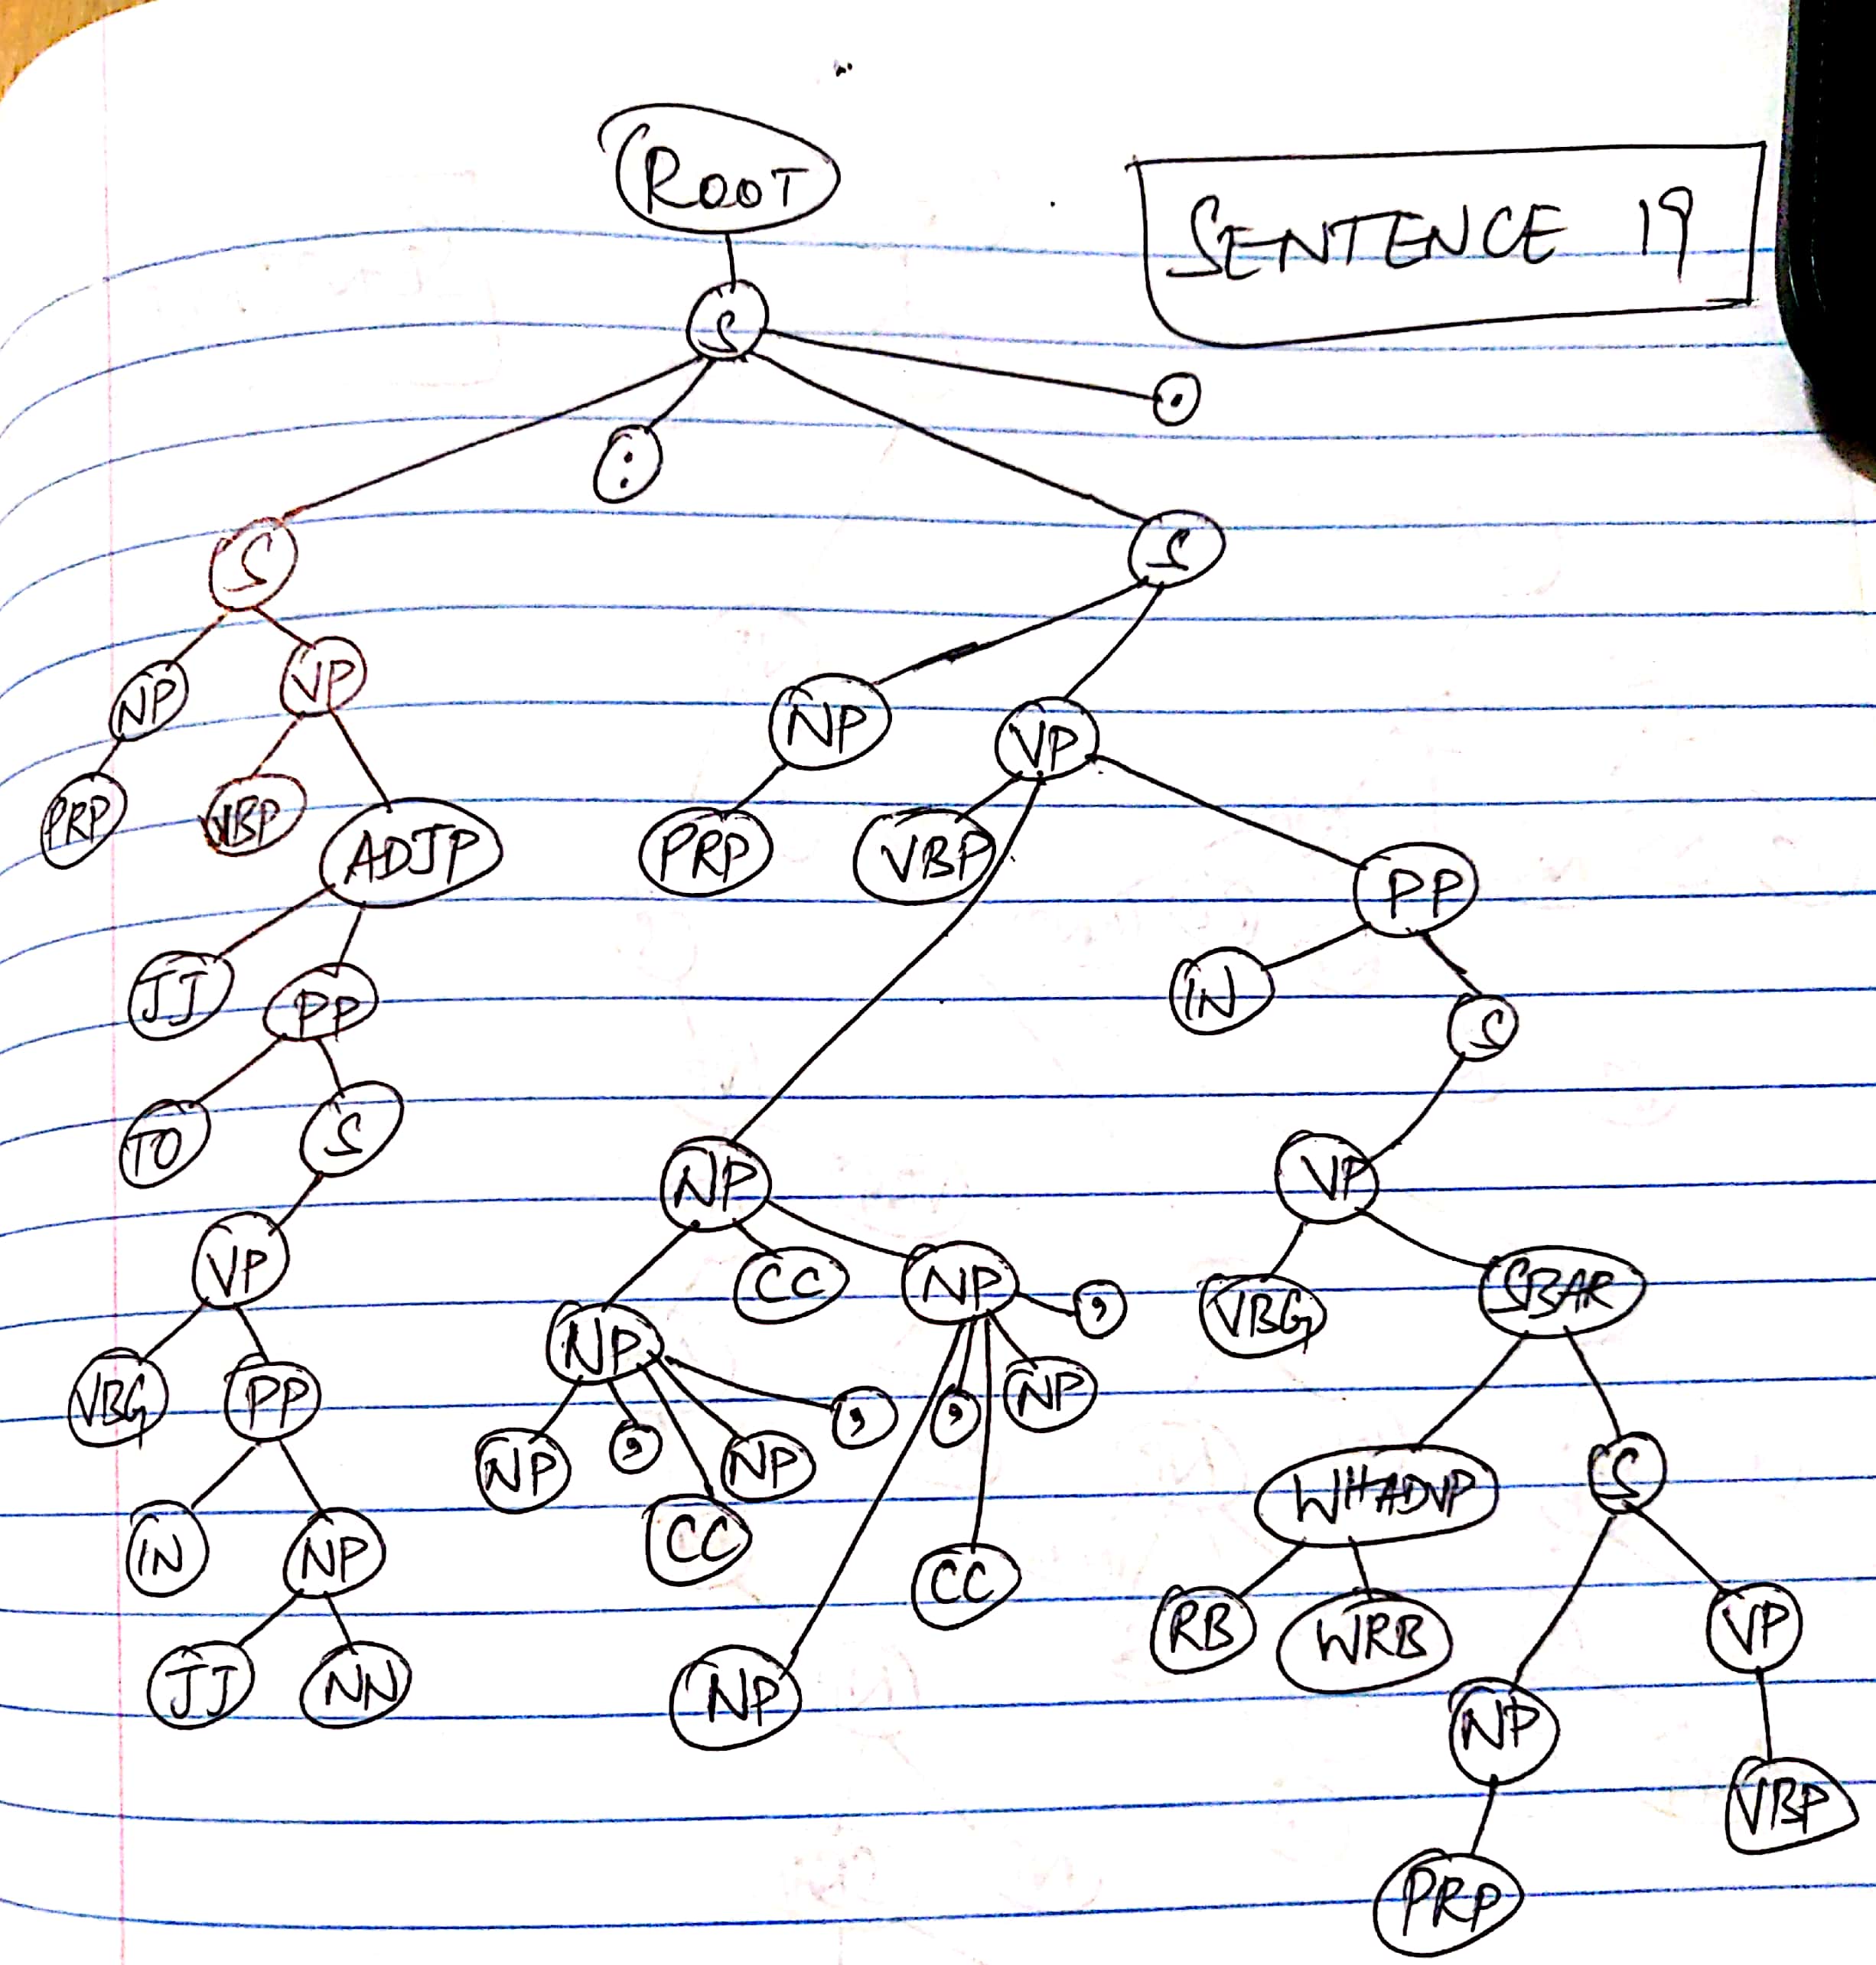 ROOT
SENTENCE 19
S
.
:
S S
NP VP NP VP
PRP VBP ADJP PRP VBP PP
JJ PP IN S
TO S
NP VP
VP CC NP , VBG SBAR
NP
VBG PP NP , CC NP , , NP
WHADVP S
IN NP CC
RB WRB VP
JJ NN NP
NP
VBP
PRP